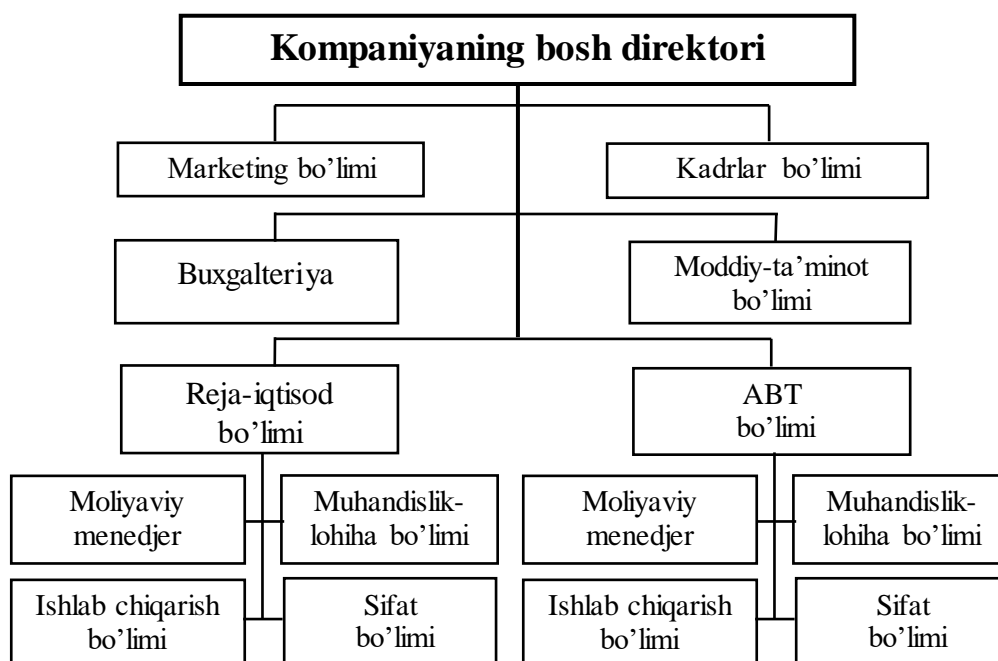 Kompaniyaning bosh direktori
Marketing bo’limi
Kadrlar bo’limi
Buxgalteriya
Moddiy-ta’minot
bo’limi
Reja-iqtisod
bo’limi
ABT
bo’limi
Moliyaviy
menedjer
Muhandislik-
lohiha bo’limi
Moliyaviy
menedjer
Muhandislik-
lohiha bo’limi
Ishlab chiqarish
bo’limi
Sifat
bo’limi
Ishlab chiqarish
bo’limi
Sifat
bo’limi